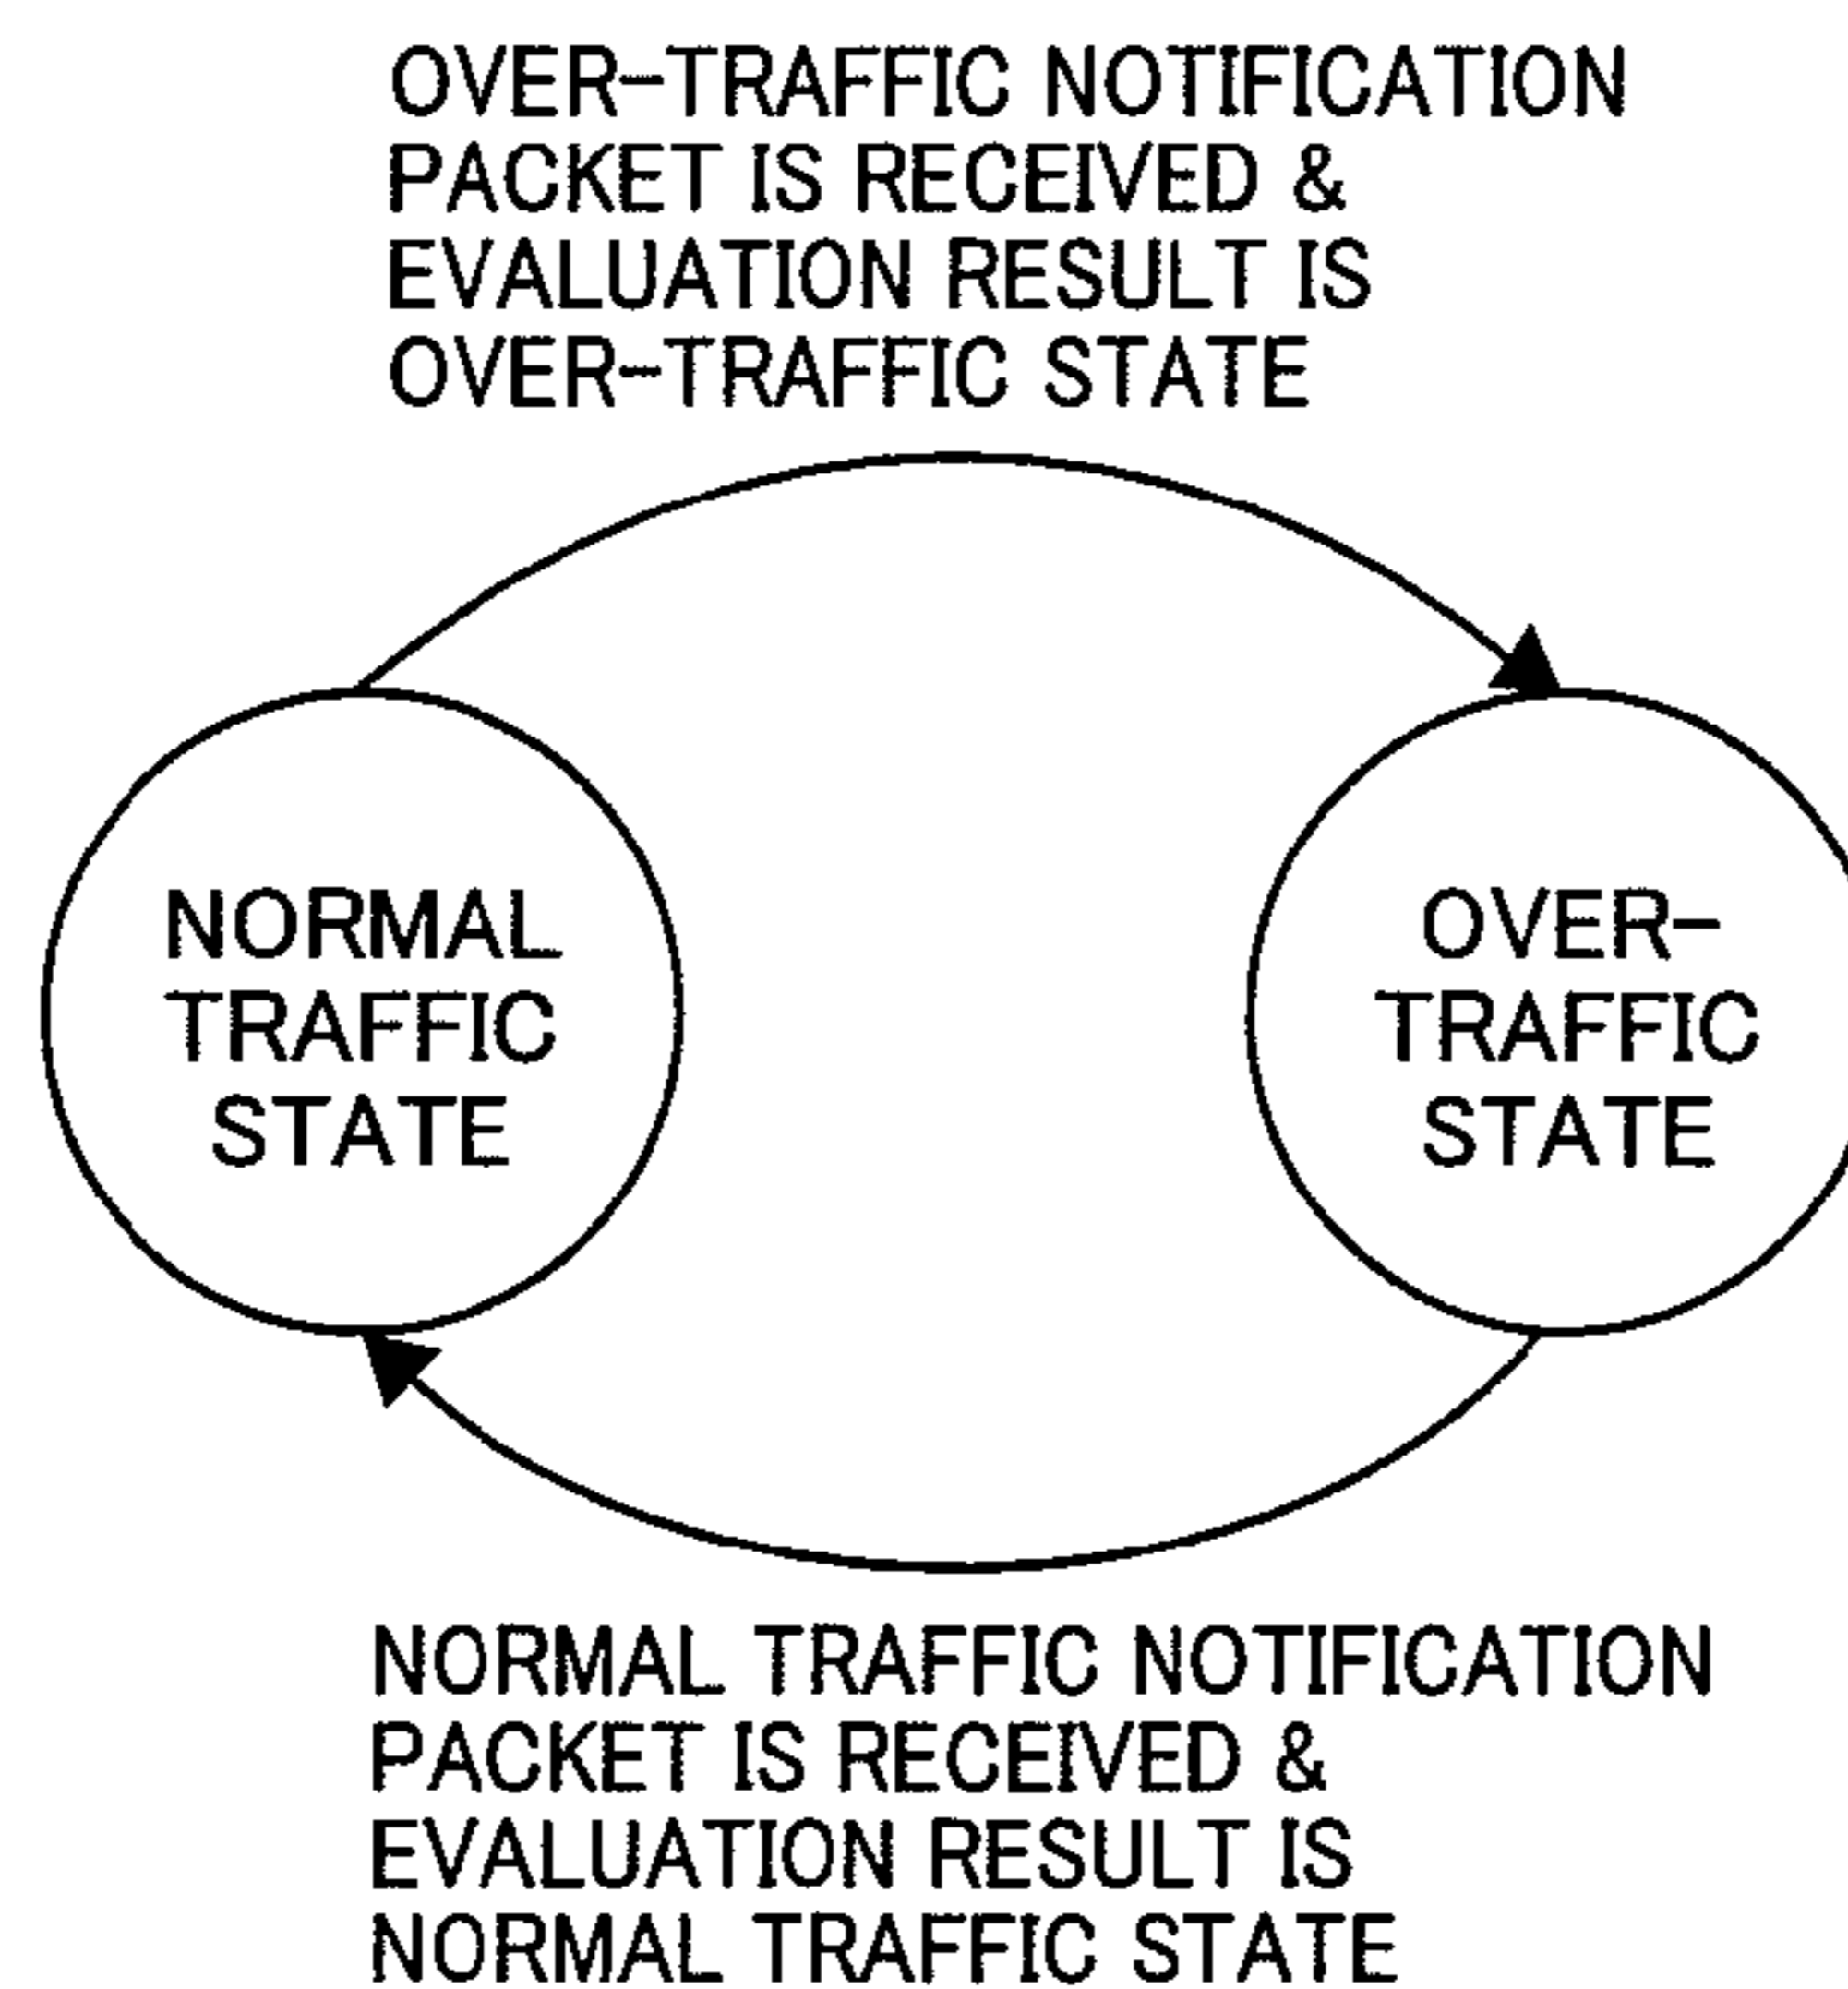 OVER-TRAFFIC NOTIFICATION
PACKET IS RECEIVED &
EVALUATION RESULT IS
OVER-TRAFFIC STATE
NORMAL
TRAFFIC
STATE
OVER-
TRAFFIC
STATE
NORMAL TRAFFIC NOTIFICATION
PACKET IS RECEIVED &
EVALUATION RESULT IS
NORMAL TRAFFIC STATE